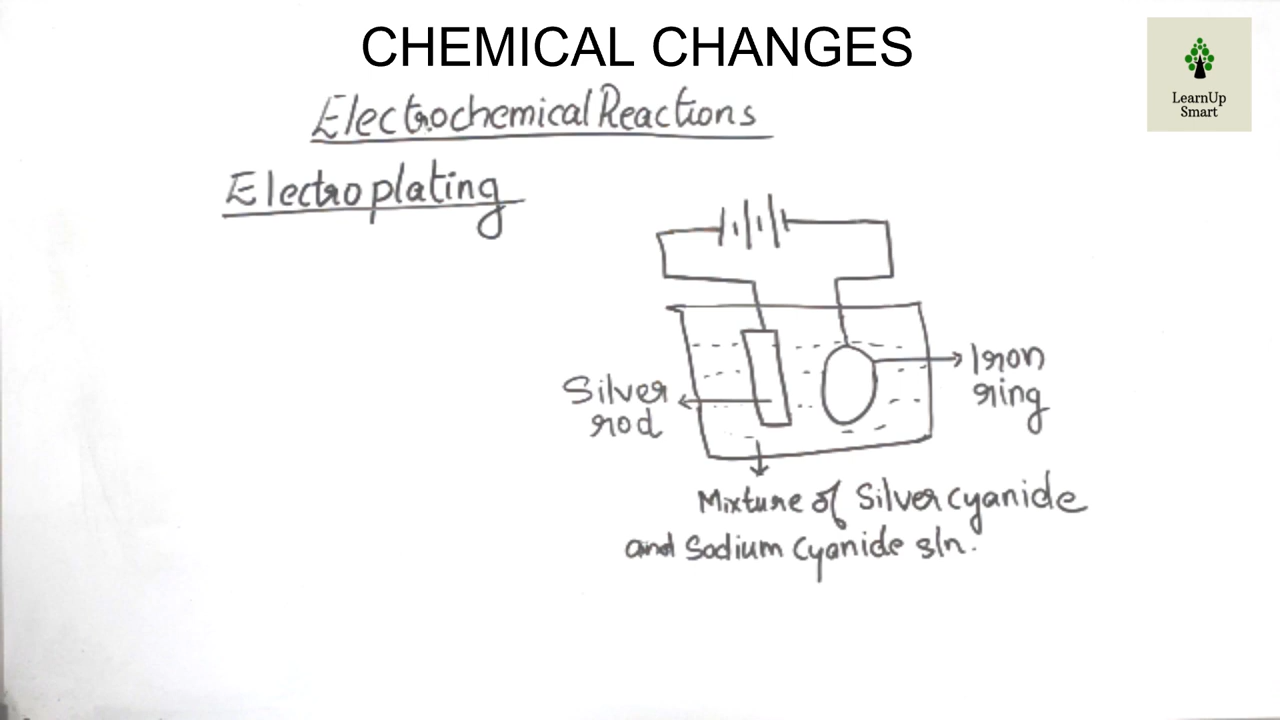 CHEMICAL CHANGES
LearnUp
Smart
Electrochemical Reactions
Electroplating
Silver
rod
Iron
ring
Mixture of Silver cyanide
and Sodium Cyanide sln.